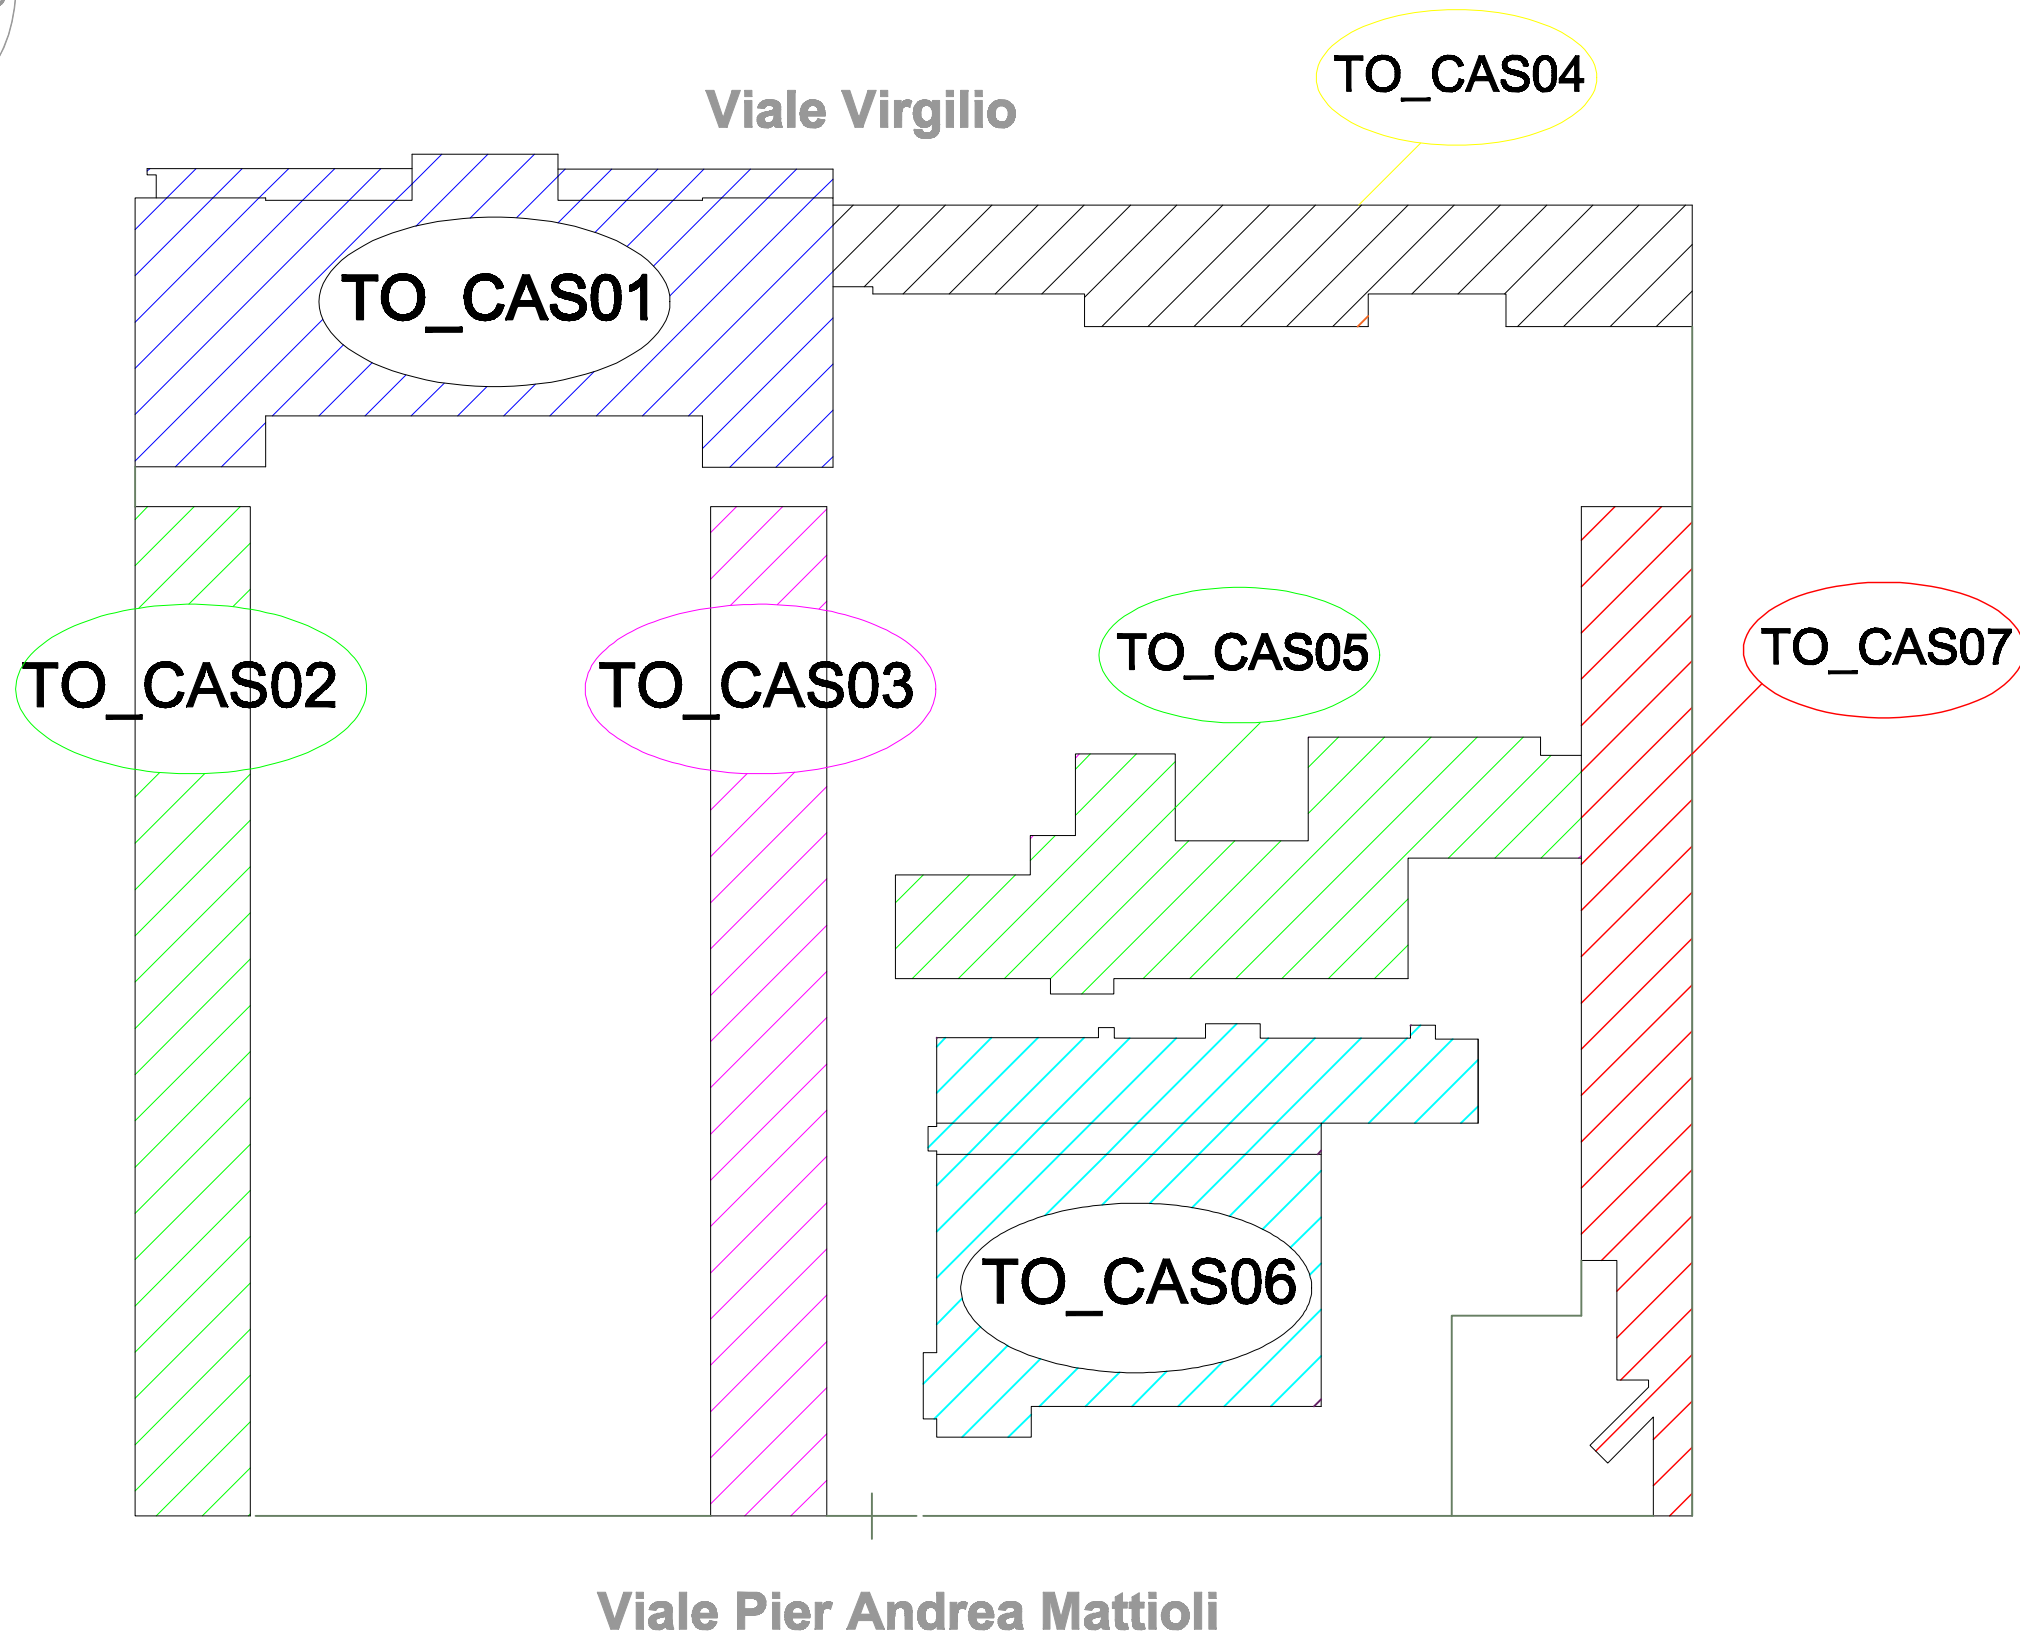 TO_CAS04
Viale Virgilio
TO_CAS01
TO_CAS05
TO_CAS07
TO_CAS02
TO_CAS03
TO_CAS06
Viale Pier Andrea Mattioli